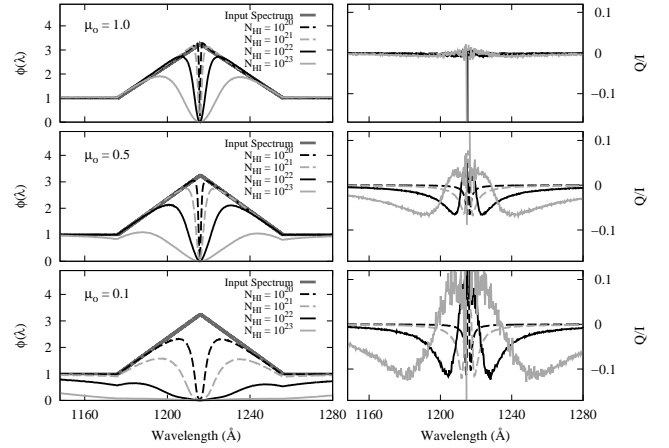 μo = 1.0
Input Spectrum
NHI = 10^20
NHI = 10^21
NHI = 10^22
NHI = 10^23
ϕ(λ)
4
3
2
1
0
0.1
0
−0.1
Q/I
μo = 0.5
Input Spectrum
NHI = 10^20
NHI = 10^21
NHI = 10^22
NHI = 10^23
ϕ(λ)
4
3
2
1
0
0.1
0
−0.1
Q/I
μo = 0.1
Input Spectrum
NHI = 10^20
NHI = 10^21
NHI = 10^22
NHI = 10^23
ϕ(λ)
4
3
2
1
0
0.1
0
−0.1
Q/I
1160 1200 1240 1280
1160 1200 1240 1280
Wavelength (Å)
Wavelength (Å)